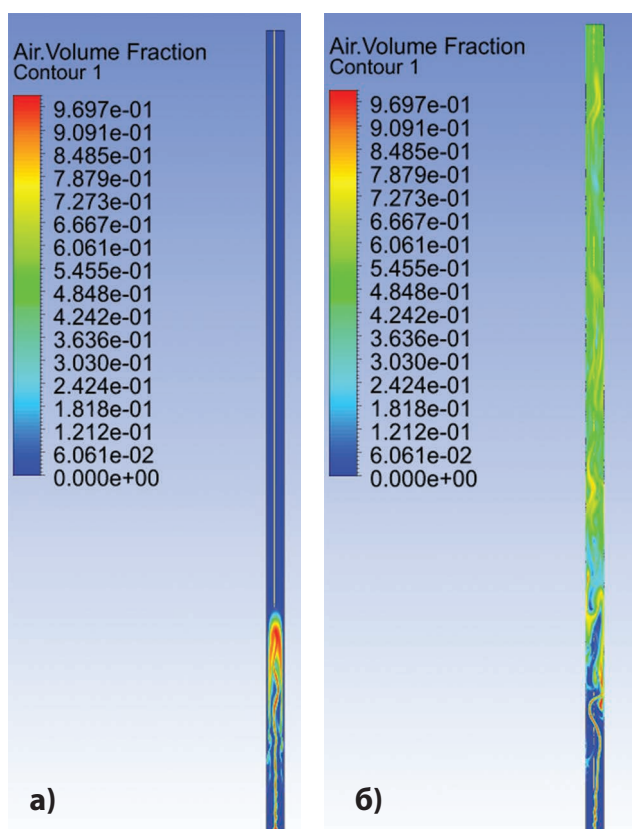 Air.Volume Fraction
Contour 1
9.697e-01
9.091e-01
8.485e-01
7.879e-01
7.273e-01
6.667e-01
6.061e-01
5.455e-01
4.848e-01
4.242e-01
3.636e-01
3.030e-01
2.424e-01
1.818e-01
1.212e-01
6.061e-02
0.000e+00
а)
Air.Volume Fraction
Contour 1
9.697e-01
9.091e-01
8.485e-01
7.879e-01
7.273e-01
6.667e-01
6.061e-01
5.455e-01
4.848e-01
4.242e-01
3.636e-01
3.030e-01
2.424e-01
1.818e-01
1.212e-01
6.061e-02
0.000e+00
б)